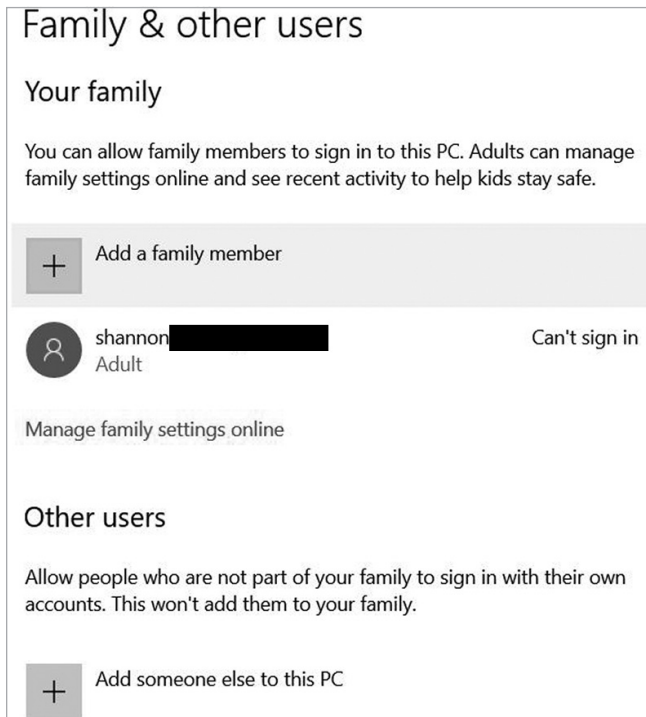 Family & other users
Your family
You can allow family members to sign in to this PC. Adults can manage
family settings online and see recent activity to help kids stay safe.
Add a family member
shannon
Can't sign in
Adult
Manage family settings online
Other users
Allow people who are not part of your family to sign in with their own
accounts. This won't add them to your family.
Add someone else to this PC